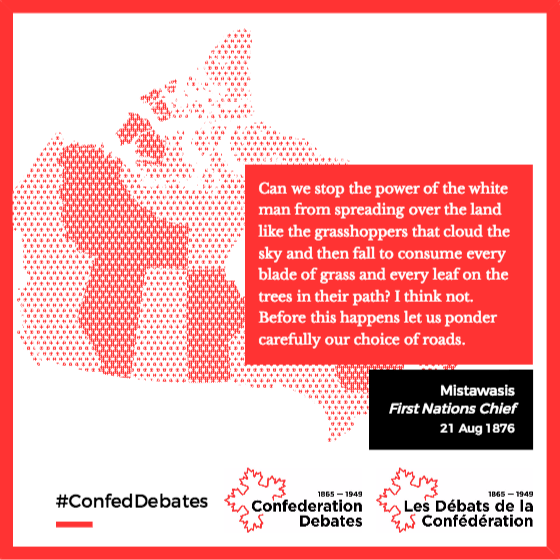 Can we stop the power of the white
man from spreading over the land
like the grasshoppers that cloud the
sky and then fall to consume every
blade of grass and every leaf on the
trees in their path? I think not.
Before this happens let us ponder
carefully our choice of roads.
Mistawasis
First Nations Chief
21 Aug 1876
#ConfedDebates
1865 — 1949
Confederation
Debates
1865 — 1949
Les Débats de la
Confédération